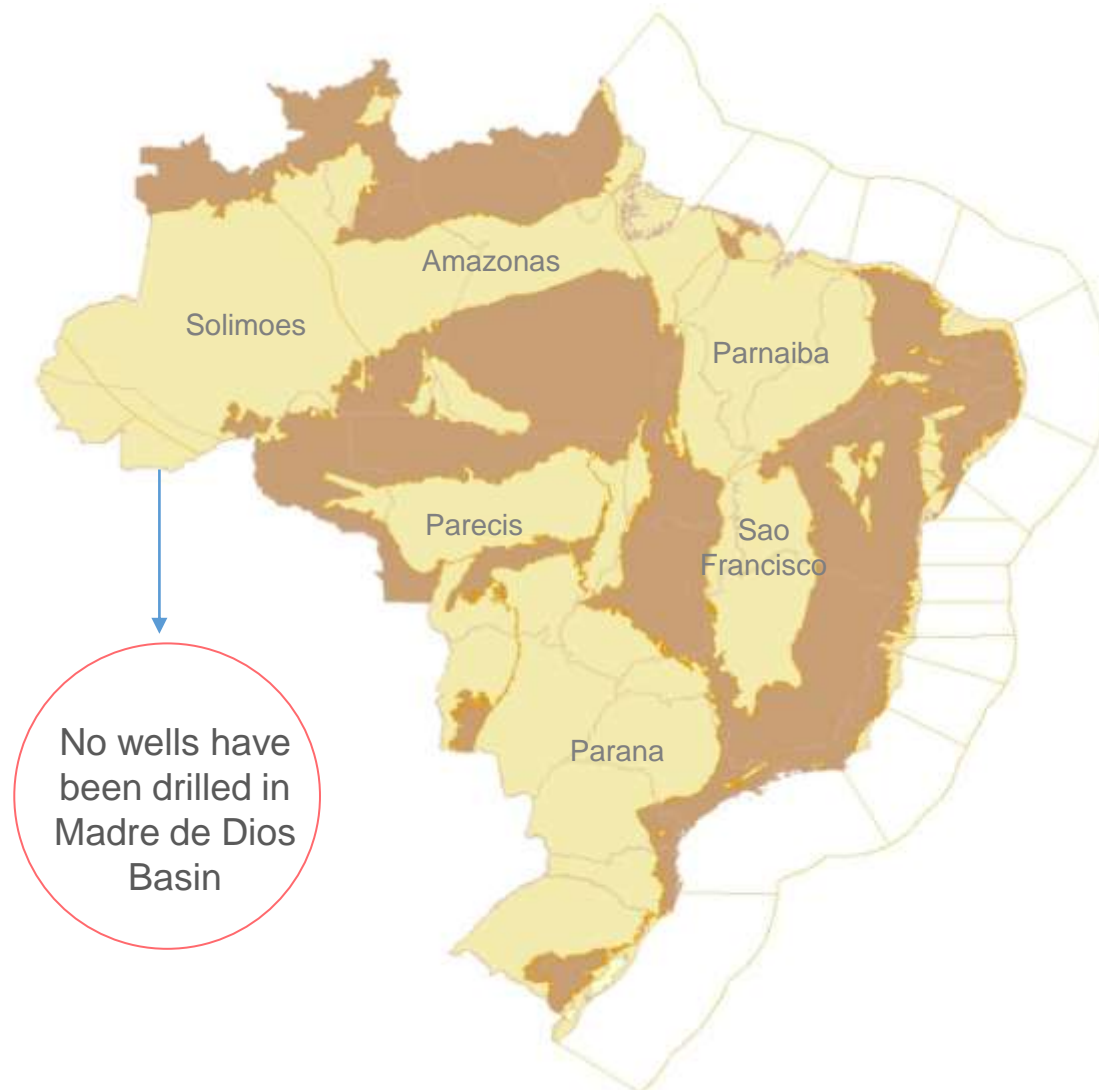 Amazonas
Solimoes
Parnaiba
Parecis
Sao
Francisco
Parana
No wells have
been drilled in
Madre de Dios
Basin